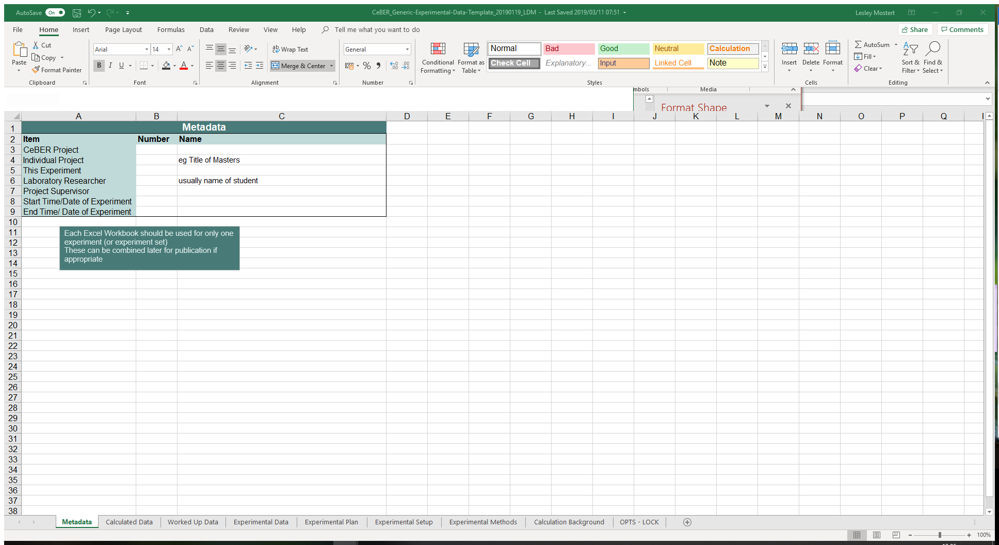 AutoSave On CeBER_Generic-Experimental-Data-Template_20190119_LDM - Last Saved 2019/03/11 07:51 Lesley Mostert
File Home Insert Page Layout Formulas Data Review View Help Tell me what you want to do Share Comments
Paste Cut Copy Format Painter
Arial 14
B I U A
Wrap Text
Merge & Center
General
%
Conditional Formatting
Format as Table
Normal Bad Good Neutral Calculation
Check Cell Explanatory... Input Linked Cell Note
Insert Delete Format
AutoSum
Fill
Clear
Sort & Filter
Find & Select
Clipboard Font Alignment Number Styles Cells Editing
mbols Media
Format Shape
A B C D E F G H I J K L M N O P Q
1 Metadata
2 Item Number Name
3 CeBER Project
4 Individual Project eg Title of Masters
5 This Experiment
6 Laboratory Researcher usually name of student
7 Project Supervisor
8 Start Time/Date of Experiment
9 End Time/ Date of Experiment
10
11 Each Excel Workbook should be used for only one
12 experiment (or experiment set)
13 These can be combined later for publication if
14 appropriate
15
16
17
18
19
20
21
22
23
24
25
26
27
28
29
30
31
32
33
34
35
36
37
38
Metadata Calculated Data Worked Up Data Experimental Data Experimental Plan Experimental Setup Experimental Methods Calculation Background OPTS - LOCK
100%